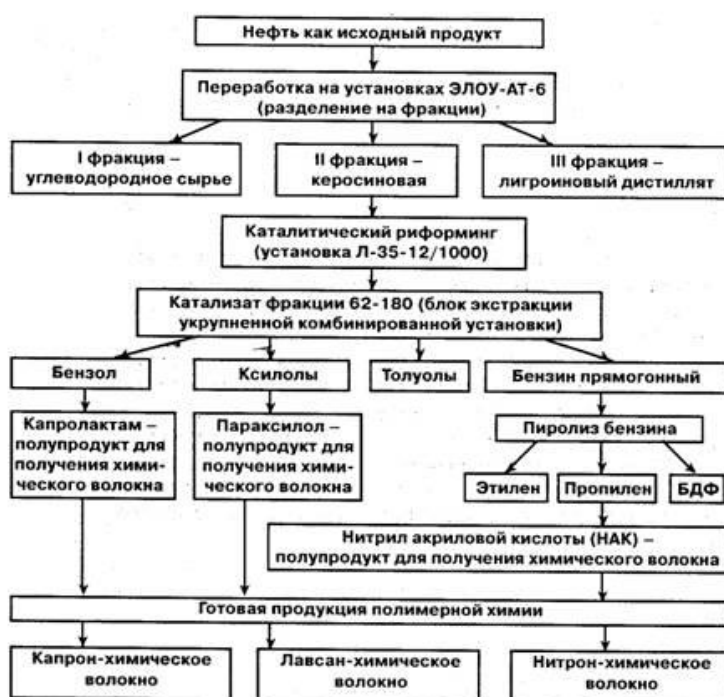 Нефть как исходный продукт
Переработка на установках ЭЛОУ-АТ-6
(разделение на фракции)
I фракция –
углеводородное сырье
II фракция –
керосиновая
III фракция –
лигроиновый дистиллят
Каталитический риформинг
(установка Л-35-12/1000)
Катализат фракции 62-180 (блок экстракции
укрупненной комбинированной установки)
Бензол
Ксилолы
Толуолы
Бензин прямогонный
Капролактам –
полупродукт для
получения хими-
ческого волокна
Параксилол –
полупродукт для
получения хими-
ческого волокна
Пиролиз бензина
Этилен
Пропилен
БДФ
Нитрил акриловой кислоты (НАК) –
полупродукт для получения химического волокна
Готовая продукция полимерной химии
Капрон-химическое
волокно
Лавсан-химическое
волокно
Нитрон-химическое
волокно